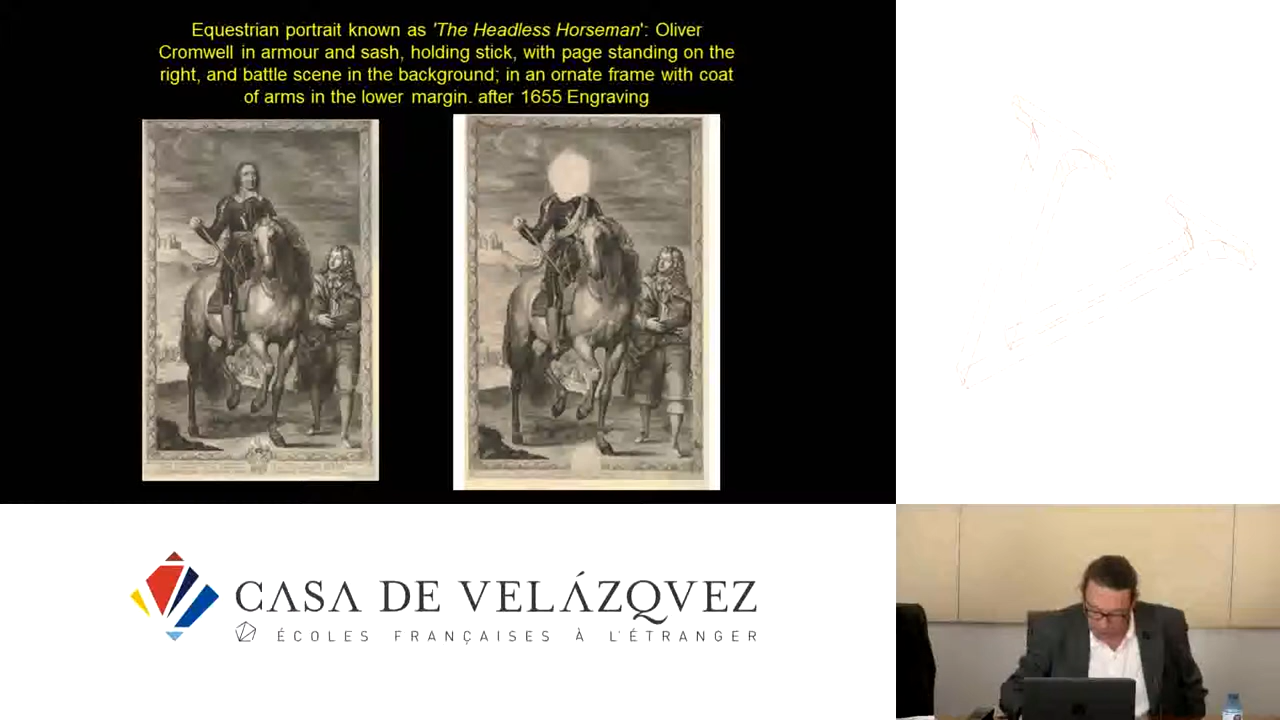 Equestrian portrait known as 'The Headless Horseman': Oliver
Cromwell in armour and sash, holding stick, with page standing on the
right, and battle scene in the background; in an ornate frame with coat
of arms in the lower margin. after 1655 Engraving
CASA DE VELÁZQVEZ
ÉCOLES FRANÇAISES À L'ÉTRANGER